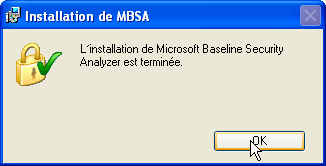 Installation de MBSA
L'installation de Microsoft Baseline Security
Analyzer est terminée.
OK